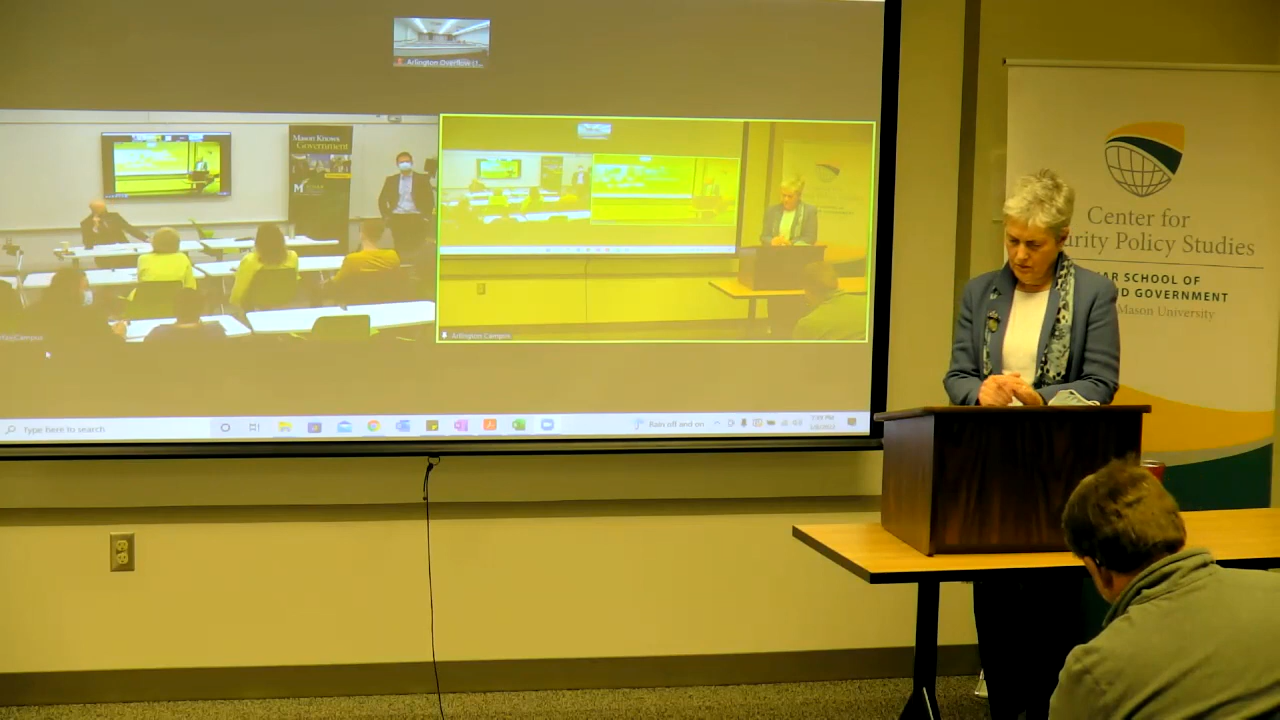 Arlington Overflow (1...
Mason Knows
Government
Arlington Campus
Type here to search
Rain off and on
Center for
urity Policy Studies
AR SCHOOL OF
D GOVERNMENT
Mason University